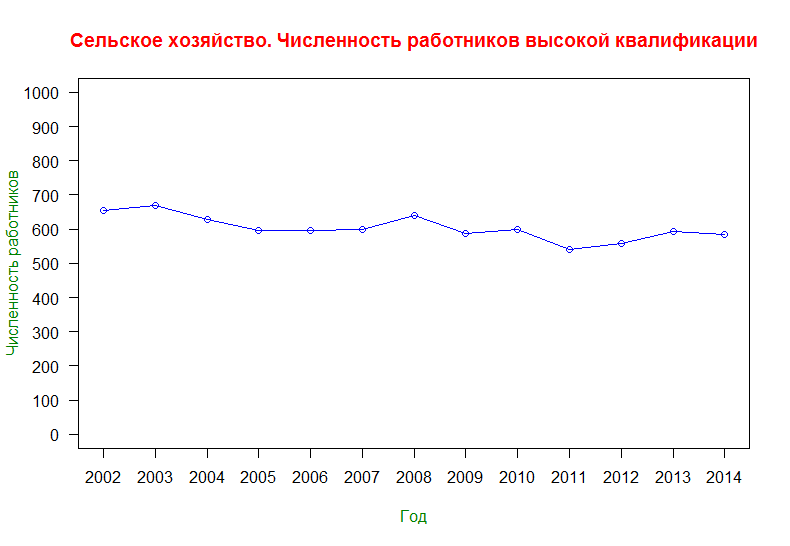 Сельское хозяйство. Численность работников высокой квалификации
Численность работников
1000
900
800
700
600
500
400
300
200
100
0
2002 2003 2004 2005 2006 2007 2008 2009 2010 2011 2012 2013 2014
Год